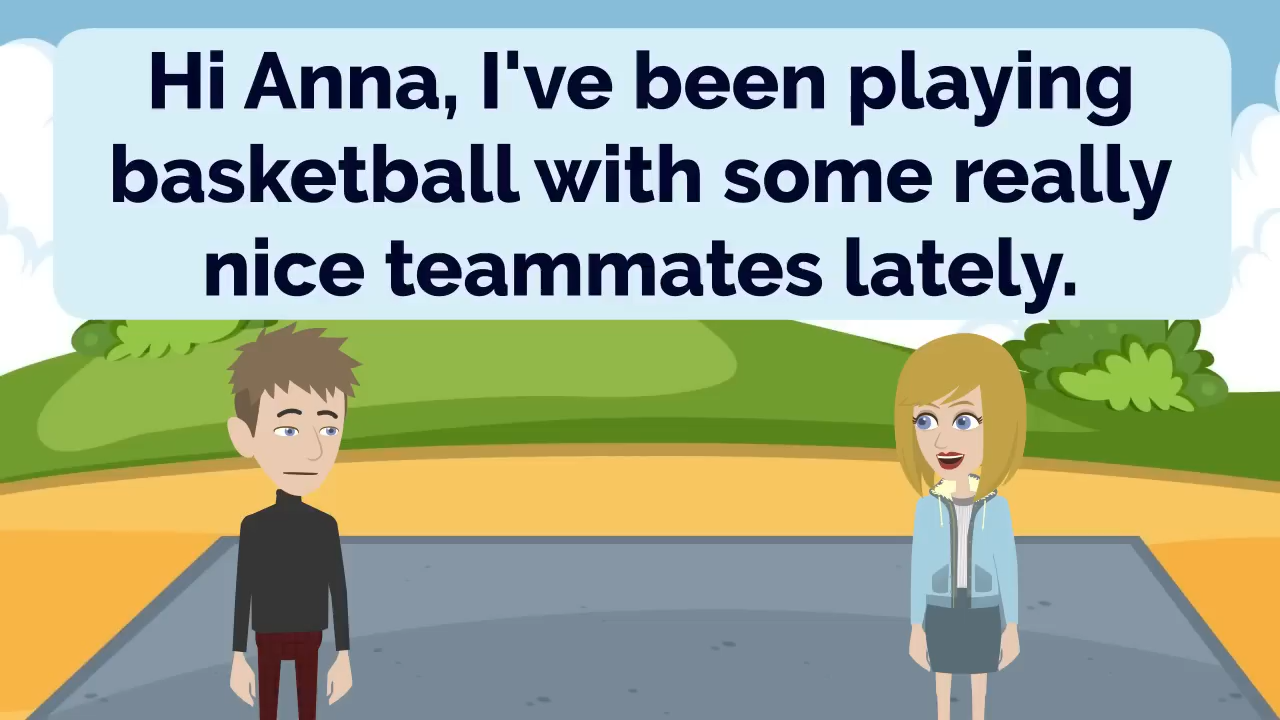 Hi Anna, I've been playing
basketball with some really
nice teammates lately.